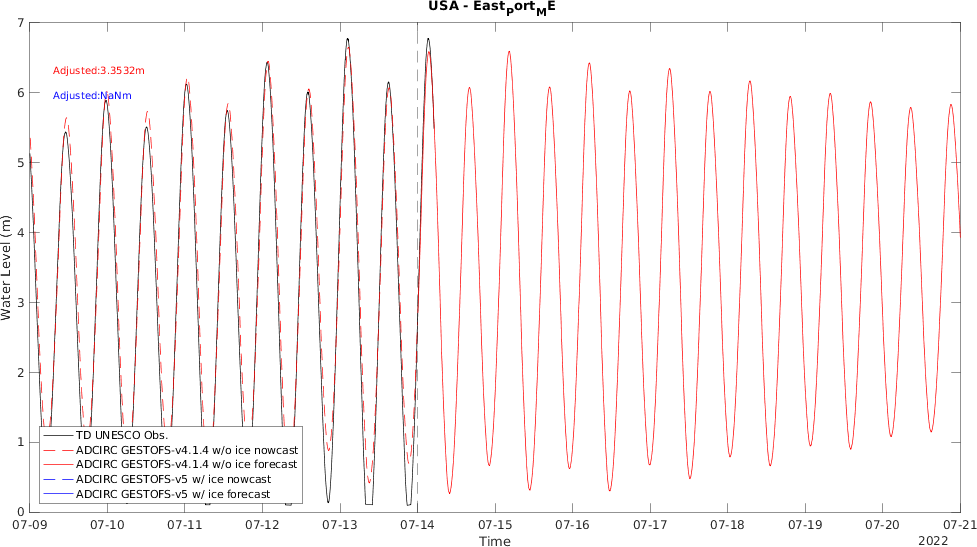 USA - EastPortME
Adjusted:3.3532m
Adjusted:NaNm
7
6
5
4
3
2
1
0
Water Level (m)
TD UNESCO Obs.
ADCIRC GESTOFS-v4.1.4 w/o ice nowcast
ADCIRC GESTOFS-v4.1.4 w/o ice forecast
ADCIRC GESTOFS-v5 w/ ice nowcast
ADCIRC GESTOFS-v5 w/ ice forecast
07-09 07-10 07-11 07-12 07-13 07-14 07-15 07-16 07-17 07-18 07-19 07-20 07-21
Time
2022